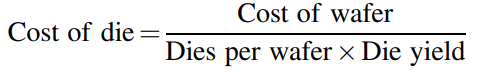 Cost of die = Cost of wafer / Dies per wafer × Die yield